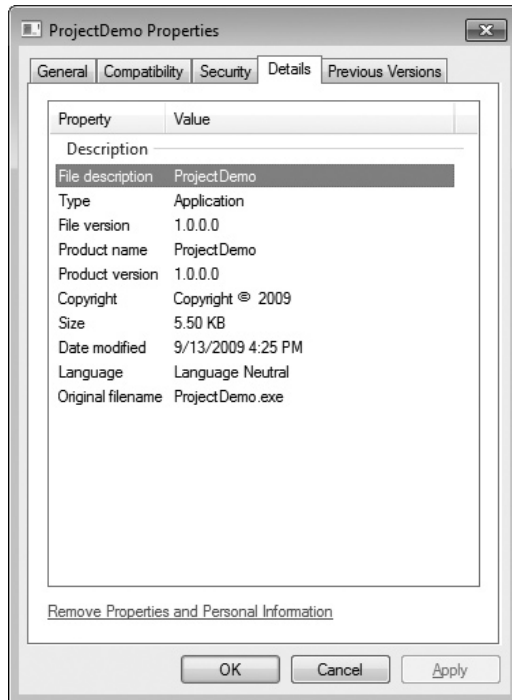 ProjectDemo Properties
General Compatibility Security Details Previous Versions
Property Value
Description
File description ProjectDemo
Type Application
File version 1.0.0.0
Product name ProjectDemo
Product version 1.0.0.0
Copyright Copyright © 2009
Size 5.50 KB
Date modified 9/13/2009 4:25 PM
Language Language Neutral
Original filename ProjectDemo.exe
Remove Properties and Personal Information
OK Cancel Apply